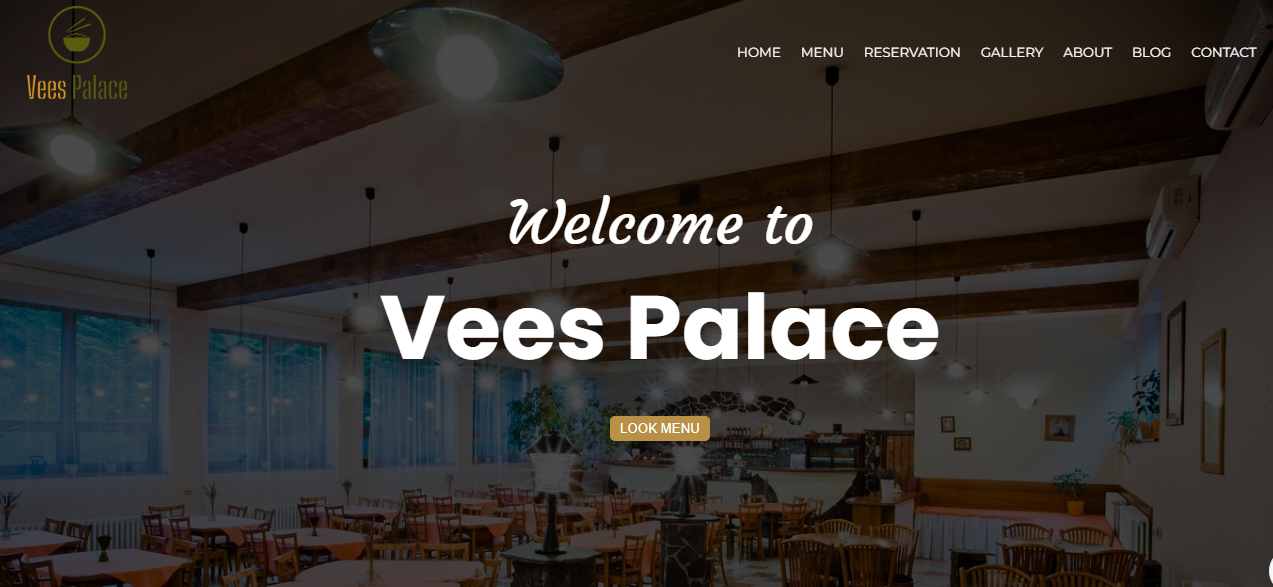 Vees Palace
HOME MENU RESERVATION GALLERY ABOUT BLOG CONTACT
Welcome to
Vees Palace
LOOK MENU